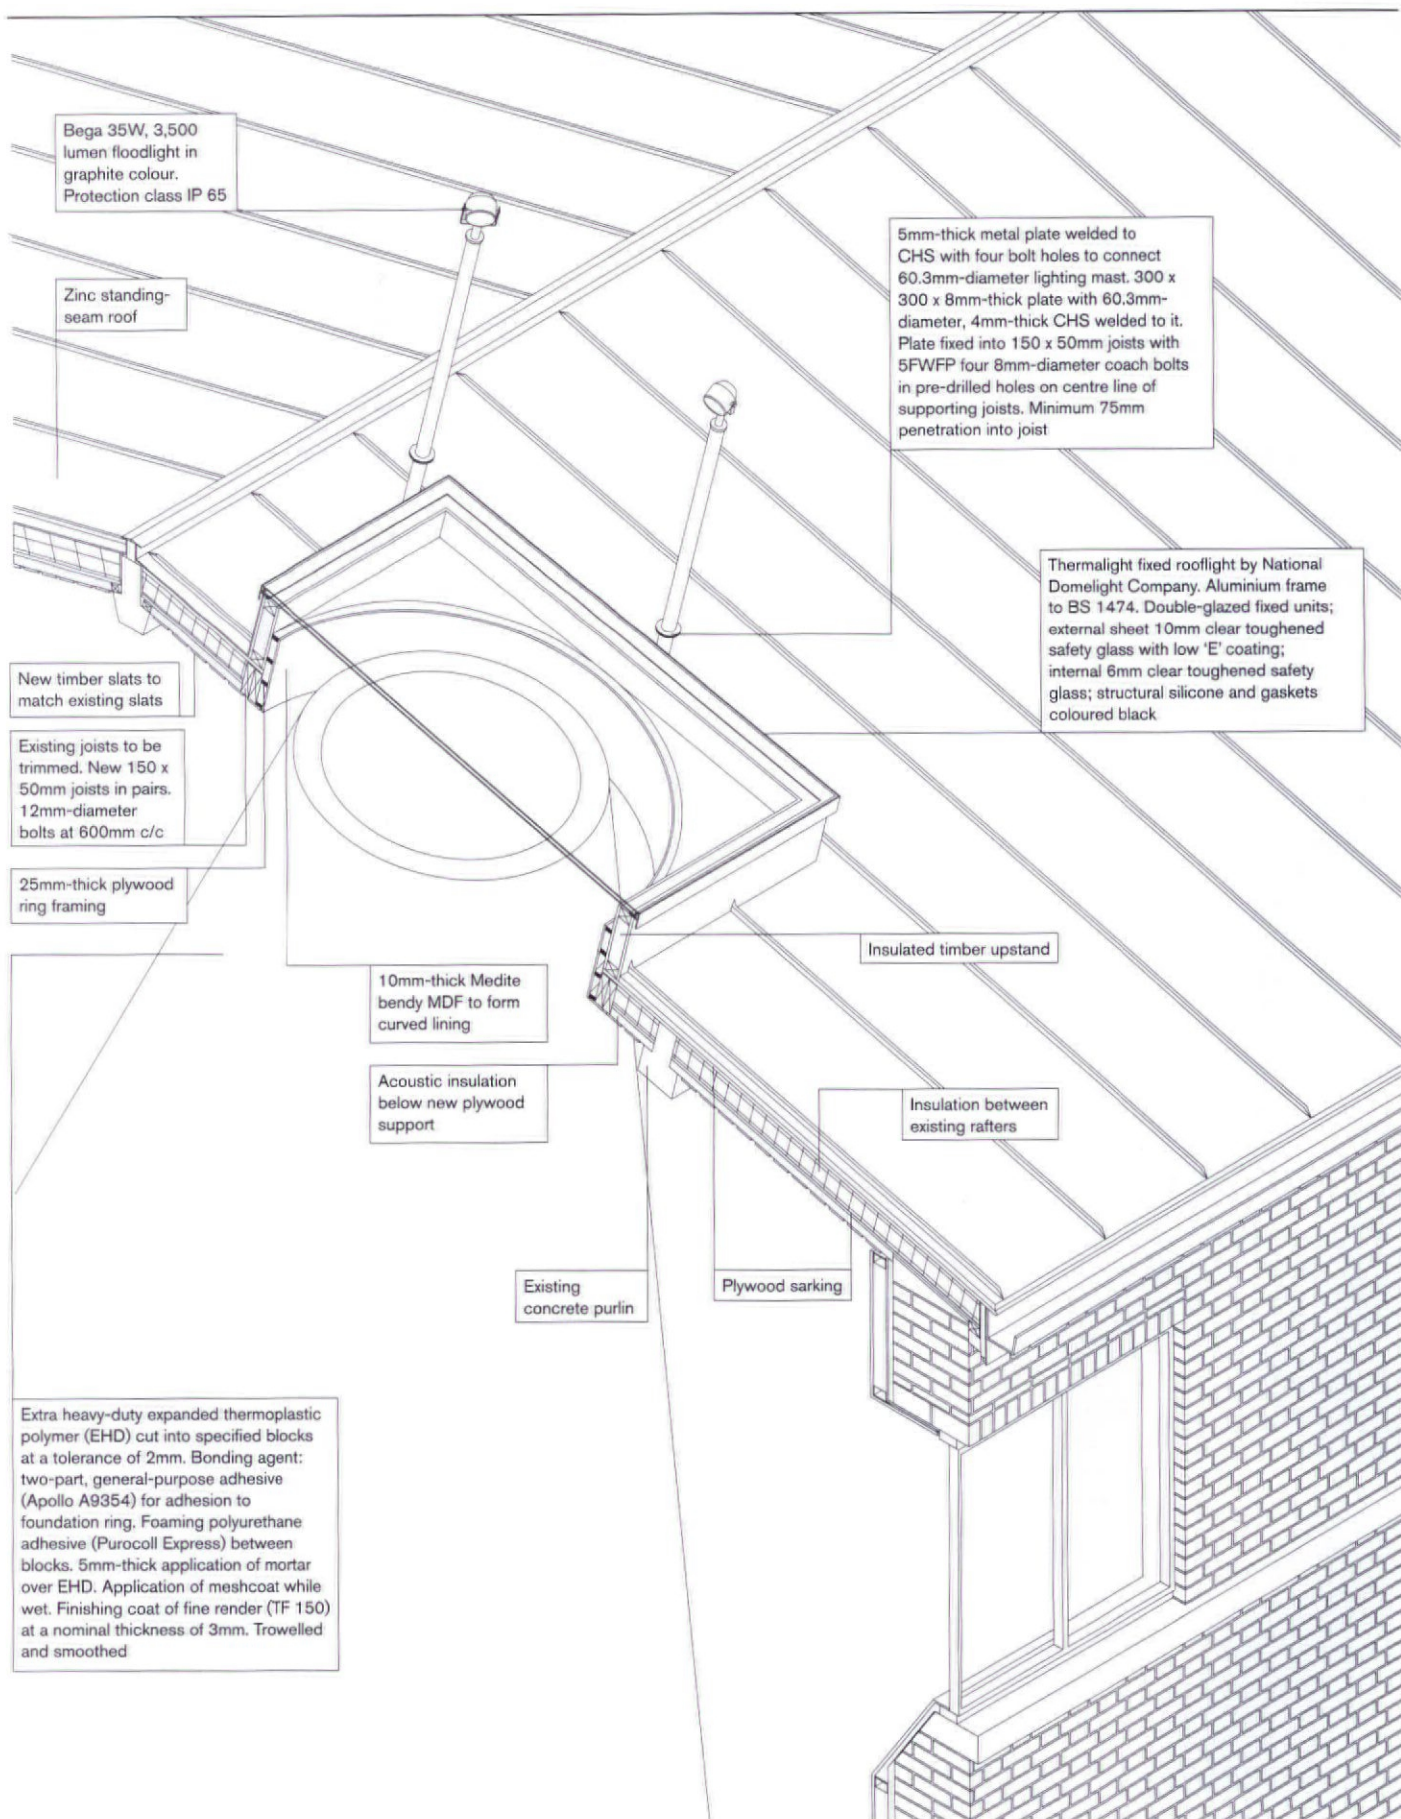 Bega 35W, 3,500
lumen floodlight in
graphite colour.
Protection class IP 65
5mm-thick metal plate welded to
CHS with four bolt holes to connect
60.3mm-diameter lighting mast. 300 x
300 x 8mm-thick plate with 60.3mm-
diameter, 4mm-thick CHS welded to it.
Plate fixed into 150 x 50mm joists with
5FWFP four 8mm-diameter coach bolts
in pre-drilled holes on centre line of
supporting joists. Minimum 75mm
penetration into joist
Zinc standing-
seam roof
Thermalight fixed rooflight by National
Domelight Company. Aluminium frame
to BS 1474. Double-glazed fixed units;
external sheet 10mm clear toughened
safety glass with low ‘E’ coating;
internal 6mm clear toughened safety
glass; structural silicone and gaskets
coloured black
New timber slats to
match existing slats
Existing joists to be
trimmed. New 150 x
50mm joists in pairs.
12mm-diameter
bolts at 600mm c/c
25mm-thick plywood
ring framing
Insulated timber upstand
10mm-thick Medite
bendy MDF to form
curved lining
Acoustic insulation
below new plywood
support
Insulation between
existing rafters
Existing
concrete purlin
Plywood sarking
Extra heavy-duty expanded thermoplastic
polymer (EHD) cut into specified blocks
at a tolerance of 2mm. Bonding agent:
two-part, general-purpose adhesive
(Apollo A9354) for adhesion to
foundation ring. Foaming polyurethane
adhesive (Purocoll Express) between
blocks. 5mm-thick application of mortar
over EHD. Application of meshcoat while
wet. Finishing coat of fine render (TF 150)
at a nominal thickness of 3mm. Trowelled
and smoothed